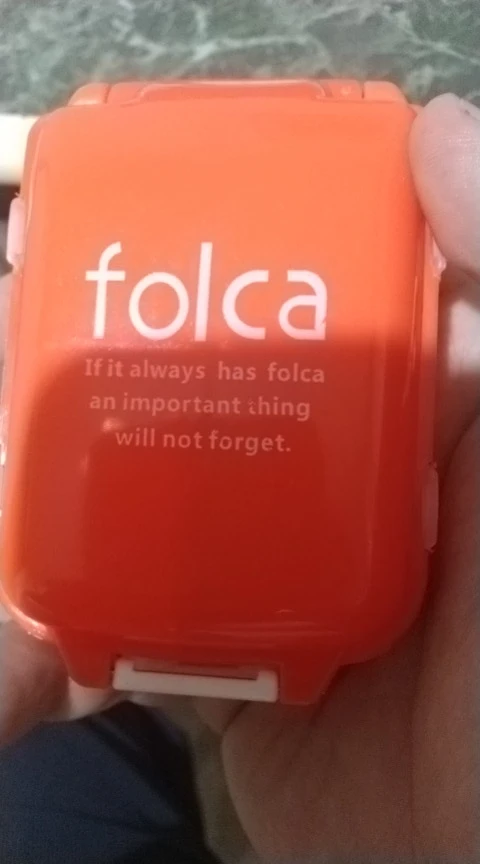 folca
If it always has folca
an important thing
will not forget.